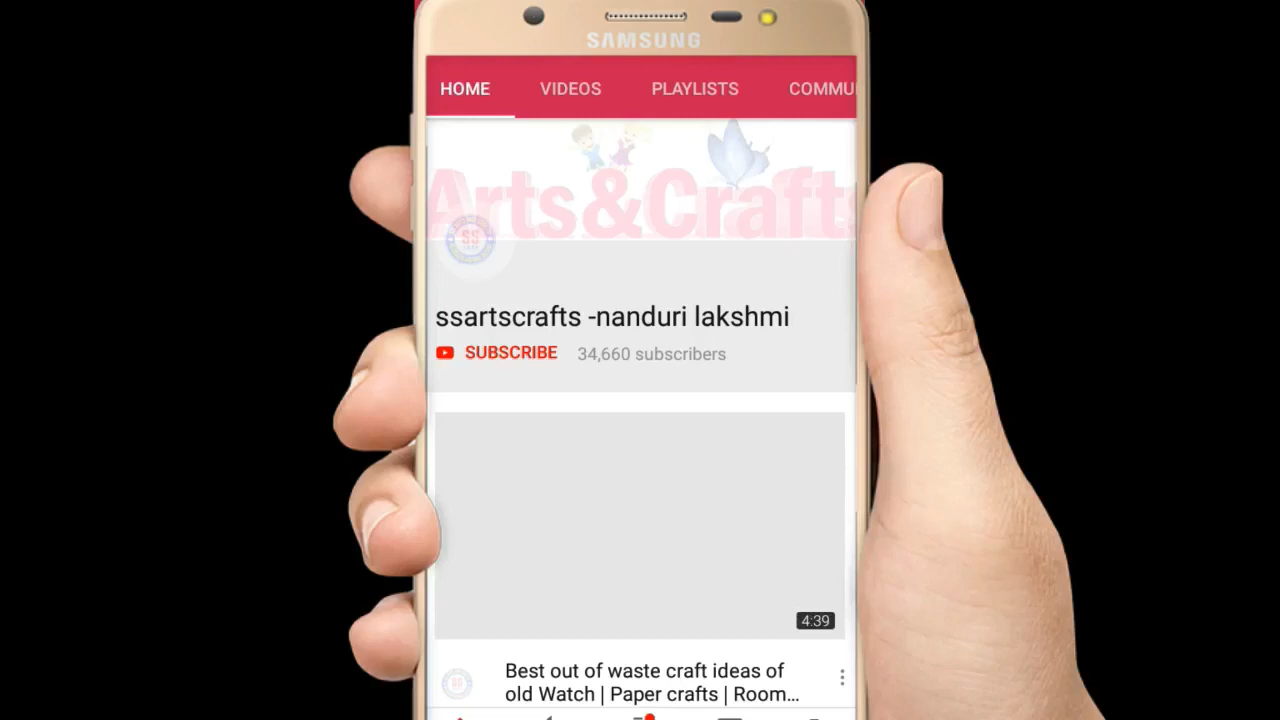 SAMSUNG
HOME VIDEOS PLAYLISTS COMMU
Arts&Crafts
SS
ssartscrafts -nanduri lakshmi
SUBSCRIBE 34,660 subscribers
4:39
Best out of waste craft ideas of
old Watch | Paper crafts | Room...